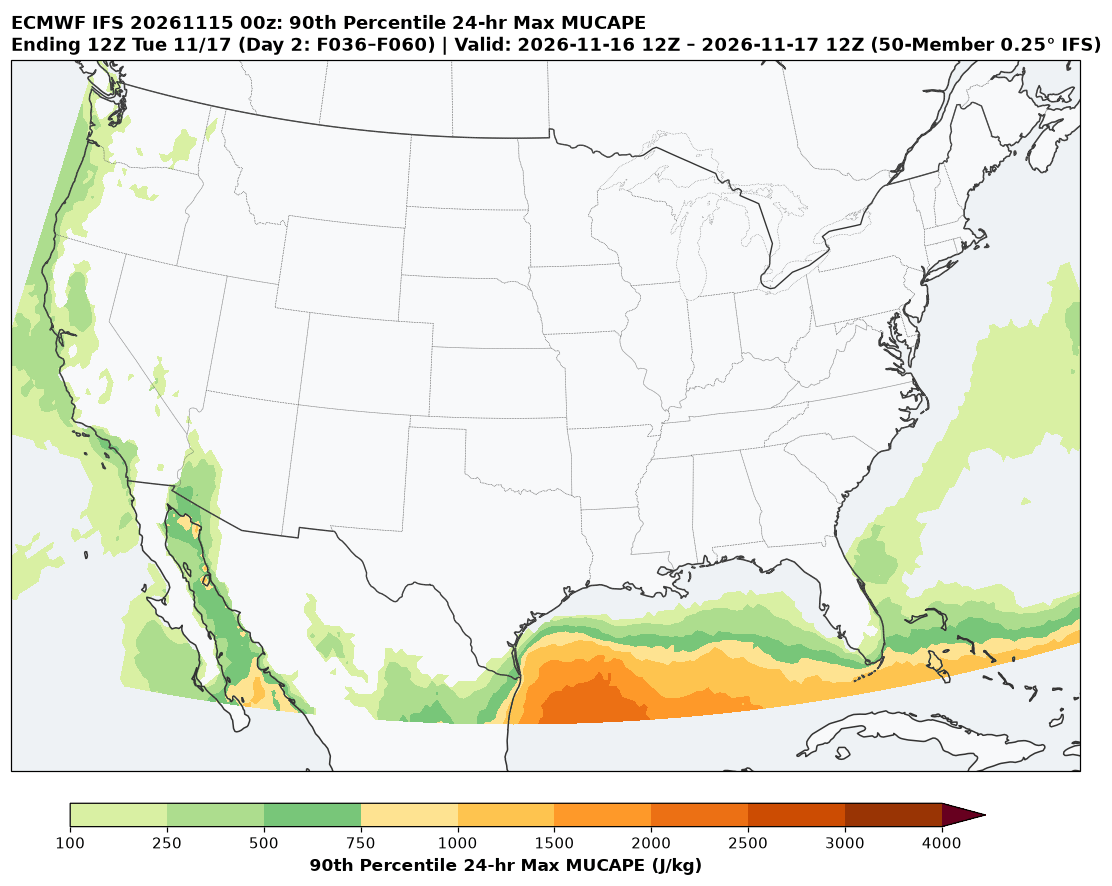 ECMWF IFS 20261115 00z: 90th Percentile 24-hr Max MUCAPE
Ending 12Z Tue 11/17 (Day 2: F036–F060) | Valid: 2026-11-16 12Z – 2026-11-17 12Z (50-Member 0.25° IFS)
100 250 500 750 1000 1500 2000 2500 3000 4000
90th Percentile 24-hr Max MUCAPE (J/kg)